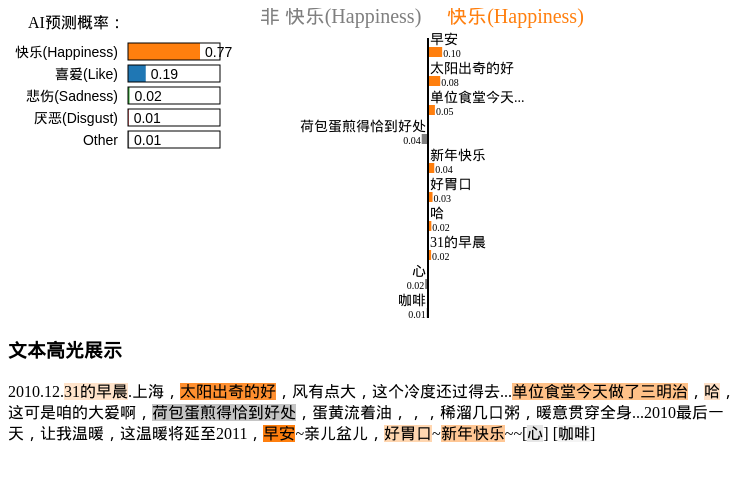 AI预测概率：
快乐(Happiness) 0.77
喜爱(Like) 0.19
悲伤(Sadness) 0.02
厌恶(Disgust) 0.01
Other 0.01
非 快乐(Happiness) 快乐(Happiness)
早安
0.10
太阳出奇的好
0.08
单位食堂今天...
0.05
荷包蛋煎得恰到好处
0.04
新年快乐
0.04
好胃口
0.03
哈
0.02
31的早晨
0.02
心
0.02
咖啡
0.01
文本高光展示
2010.12.31的早晨.上海，太阳出奇的好，风有点大，这个冷度还过得去...单位食堂今天做了三明治，哈，
这可是咱的大爱啊，荷包蛋煎得恰到好处，蛋黄流着油，，，稀溜几口粥，暖意贯穿全身...2010最后一
天，让我温暖，这温暖将延至2011，早安~亲儿盆儿，好胃口~新年快乐~~[心] [咖啡]